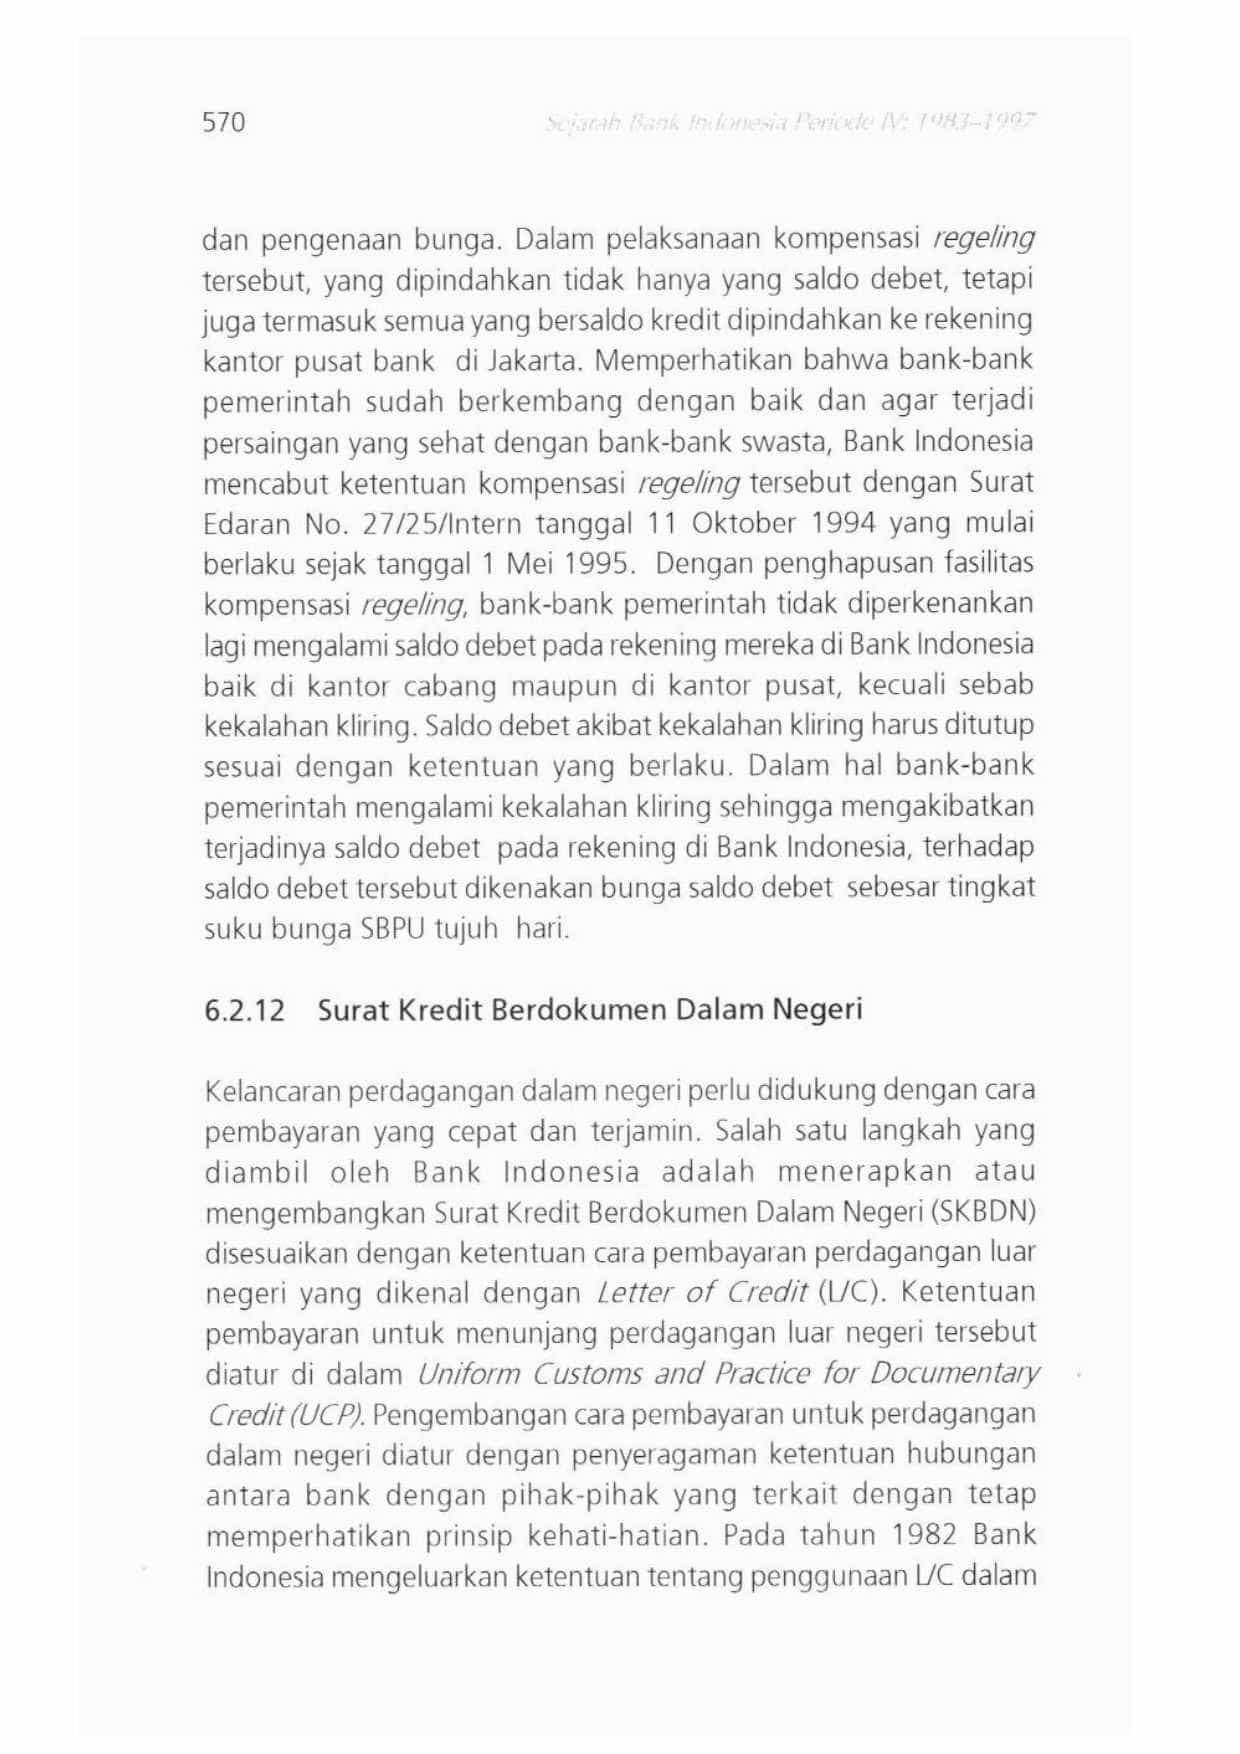 570
Sejarah Bank Indonesia Periode IV: 1983–1997
dan pengenaan bunga. Dalam pelaksanaan kompensasi regeling
tersebut, yang dipindahkan tidak hanya yang saldo debet, tetapi
juga termasuk semua yang bersaldo kredit dipindahkan ke rekening
kantor pusat bank di Jakarta. Memperhatikan bahwa bank-bank
pemerintah sudah berkembang dengan baik dan agar terjadi
persaingan yang sehat dengan bank-bank swasta, Bank Indonesia
mencabut ketentuan kompensasi regeling tersebut dengan Surat
Edaran No. 27/25/Intern tanggal 11 Oktober 1994 yang mulai
berlaku sejak tanggal 1 Mei 1995. Dengan penghapusan fasilitas
kompensasi regeling, bank-bank pemerintah tidak diperkenankan
lagi mengalami saldo debet pada rekening mereka di Bank Indonesia
baik di kantor cabang maupun di kantor pusat, kecuali sebab
kekalahan kliring. Saldo debet akibat kekalahan kliring harus ditutup
sesuai dengan ketentuan yang berlaku. Dalam hal bank-bank
pemerintah mengalami kekalahan kliring sehingga mengakibatkan
terjadinya saldo debet pada rekening di Bank Indonesia, terhadap
saldo debet tersebut dikenakan bunga saldo debet sebesar tingkat
suku bunga SBPU tujuh hari.
6.2.12 Surat Kredit Berdokumen Dalam Negeri
Kelancaran perdagangan dalam negeri perlu didukung dengan cara
pembayaran yang cepat dan terjamin. Salah satu langkah yang
diambil oleh Bank Indonesia adalah menerapkan atau
mengembangkan Surat Kredit Berdokumen Dalam Negeri (SKBDN)
disesuaikan dengan ketentuan cara pembayaran perdagangan luar
negeri yang dikenal dengan Letter of Credit (L/C). Ketentuan
pembayaran untuk menunjang perdagangan luar negeri tersebut
diatur di dalam Uniform Customs and Practice for Documentary
Credit (UCP). Pengembangan cara pembayaran untuk perdagangan
dalam negeri diatur dengan penyeragaman ketentuan hubungan
antara bank dengan pihak-pihak yang terkait dengan tetap
memperhatikan prinsip kehati-hatian. Pada tahun 1982 Bank
Indonesia mengeluarkan ketentuan tentang penggunaan L/C dalam